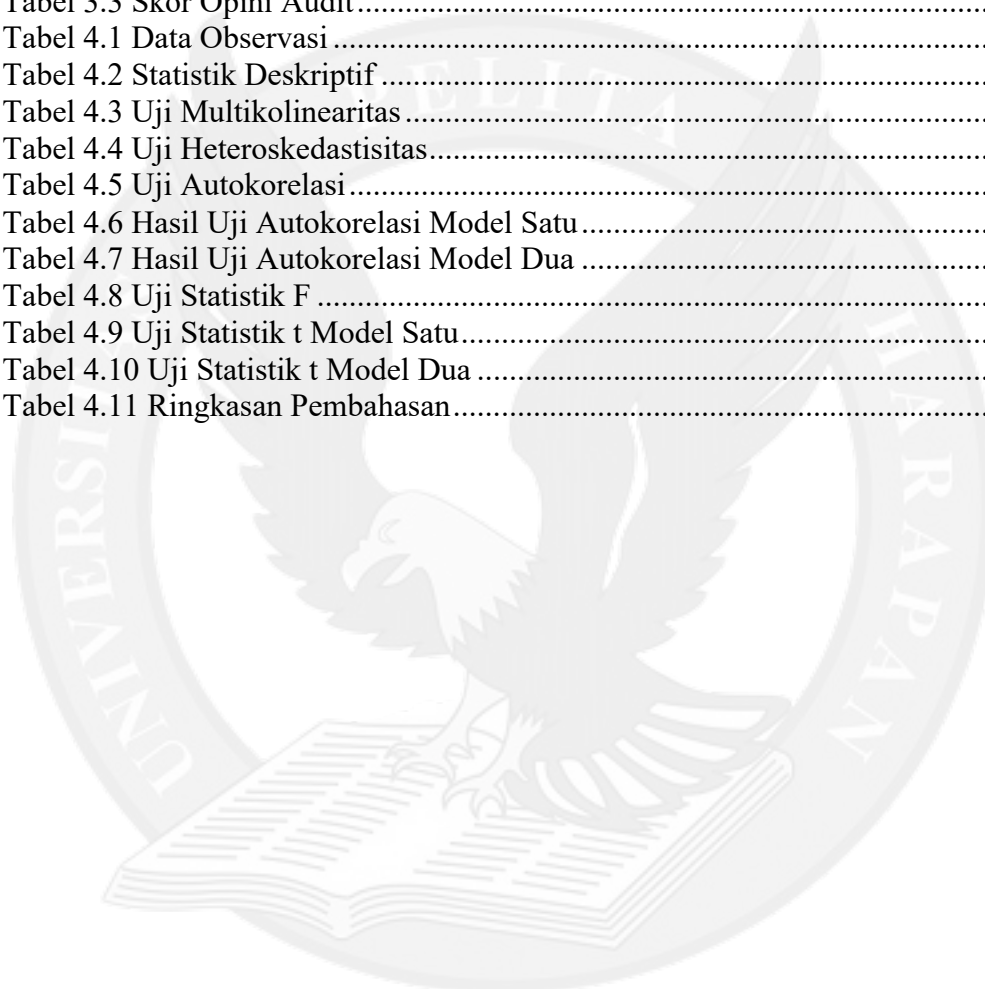 Tabel 3.3 Skor Opini Audit....................................................................................
Tabel 4.1 Data Observasi....................................................................................
Tabel 4.2 Statistik Deskriptif....................................................................................
Tabel 4.3 Uji Multikolinearitas....................................................................................
Tabel 4.4 Uji Heteroskedastisitas....................................................................................
Tabel 4.5 Uji Autokorelasi....................................................................................
Tabel 4.6 Hasil Uji Autokorelasi Model Satu....................................................................................
Tabel 4.7 Hasil Uji Autokorelasi Model Dua....................................................................................
Tabel 4.8 Uji Statistik F....................................................................................
Tabel 4.9 Uji Statistik t Model Satu....................................................................................
Tabel 4.10 Uji Statistik t Model Dua....................................................................................
Tabel 4.11 Ringkasan Pembahasan....................................................................................
UNIVERSITAS PELITA HARAPAN